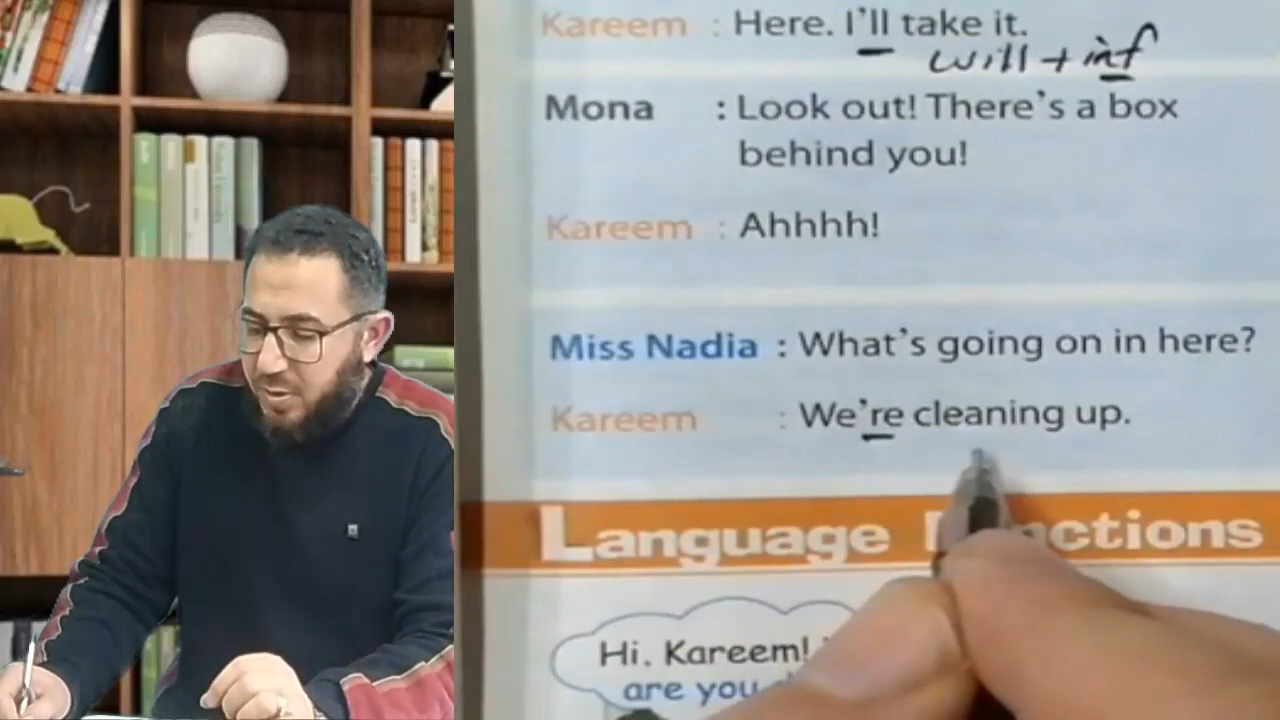 Kareem : Here. I'll take it.
will + inf
Mona : Look out! There's a box
behind you!
Kareem : Ahhhh!
Miss Nadia : What's going on in here?
Kareem : We're cleaning up.
Language
Hi. Kareem!
are you